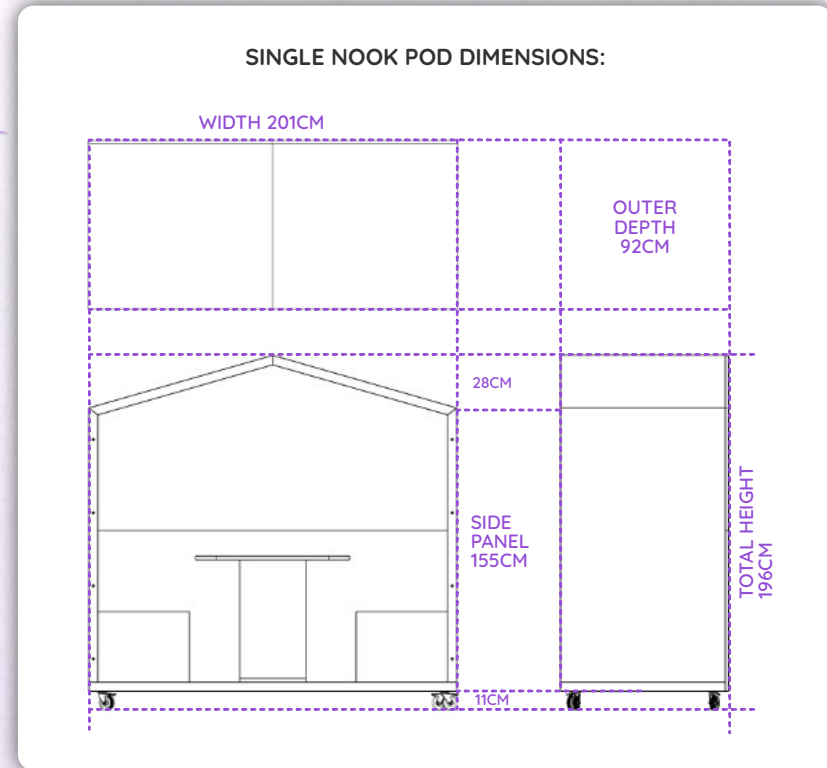 SINGLE NOOK POD DIMENSIONS:
WIDTH 201CM
OUTER
DEPTH
92CM
28CM
SIDE
PANEL
155CM
TOTAL HEIGHT
196CM
11CM